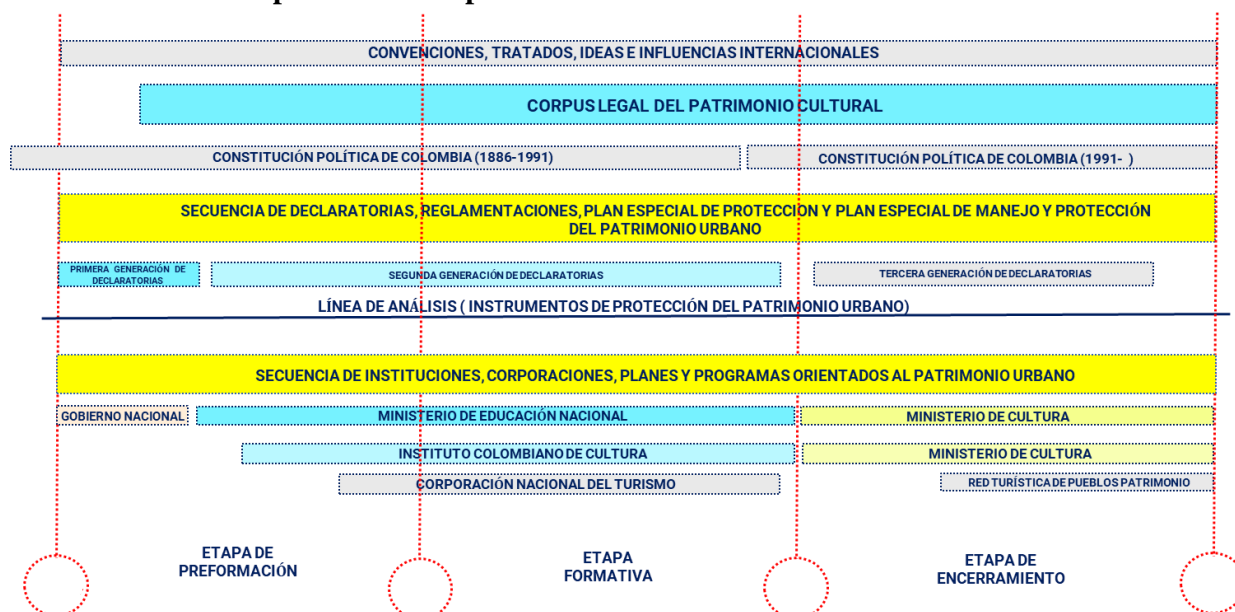 CONVENCIONES, TRATADOS, IDEAS E INFLUENCIAS INTERNACIONALES
CORPUS LEGAL DEL PATRIMONIO CULTURAL
CONSTITUCIÓN POLÍTICA DE COLOMBIA (1886-1991)
CONSTITUCIÓN POLÍTICA DE COLOMBIA (1991- )
SECUENCIA DE DECLARATORIAS, REGLAMENTACIONES, PLAN ESPECIAL DE PROTECCION Y PLAN ESPECIAL DE MANEJO Y PROTECCIÓN
DEL PATRIMONIO URBANO
PRIMERA GENERACIÓN DE
DECLARATORIAS
SEGUNDA GENERACIÓN DE DECLARATORIAS
TERCERA GENERACIÓN DE DECLARATORIAS
LÍNEA DE ANÁLISIS ( INSTRUMENTOS DE PROTECCIÓN DEL PATRIMONIO URBANO)
SECUENCIA DE INSTITUCIONES, CORPORACIONES, PLANES Y PROGRAMAS ORIENTADOS AL PATRIMONIO URBANO
GOBIERNO NACIONAL
MINISTERIO DE EDUCACIÓN NACIONAL
MINISTERIO DE CULTURA
INSTITUTO COLOMBIANO DE CULTURA
MINISTERIO DE CULTURA
CORPORACIÓN NACIONAL DEL TURISMO
RED TURÍSTICA DE PUEBLOS PATRIMONIO
ETAPA DE
PREFORMACIÓN
ETAPA
FORMATIVA
ETAPA DE
ENCERRAMIENTO